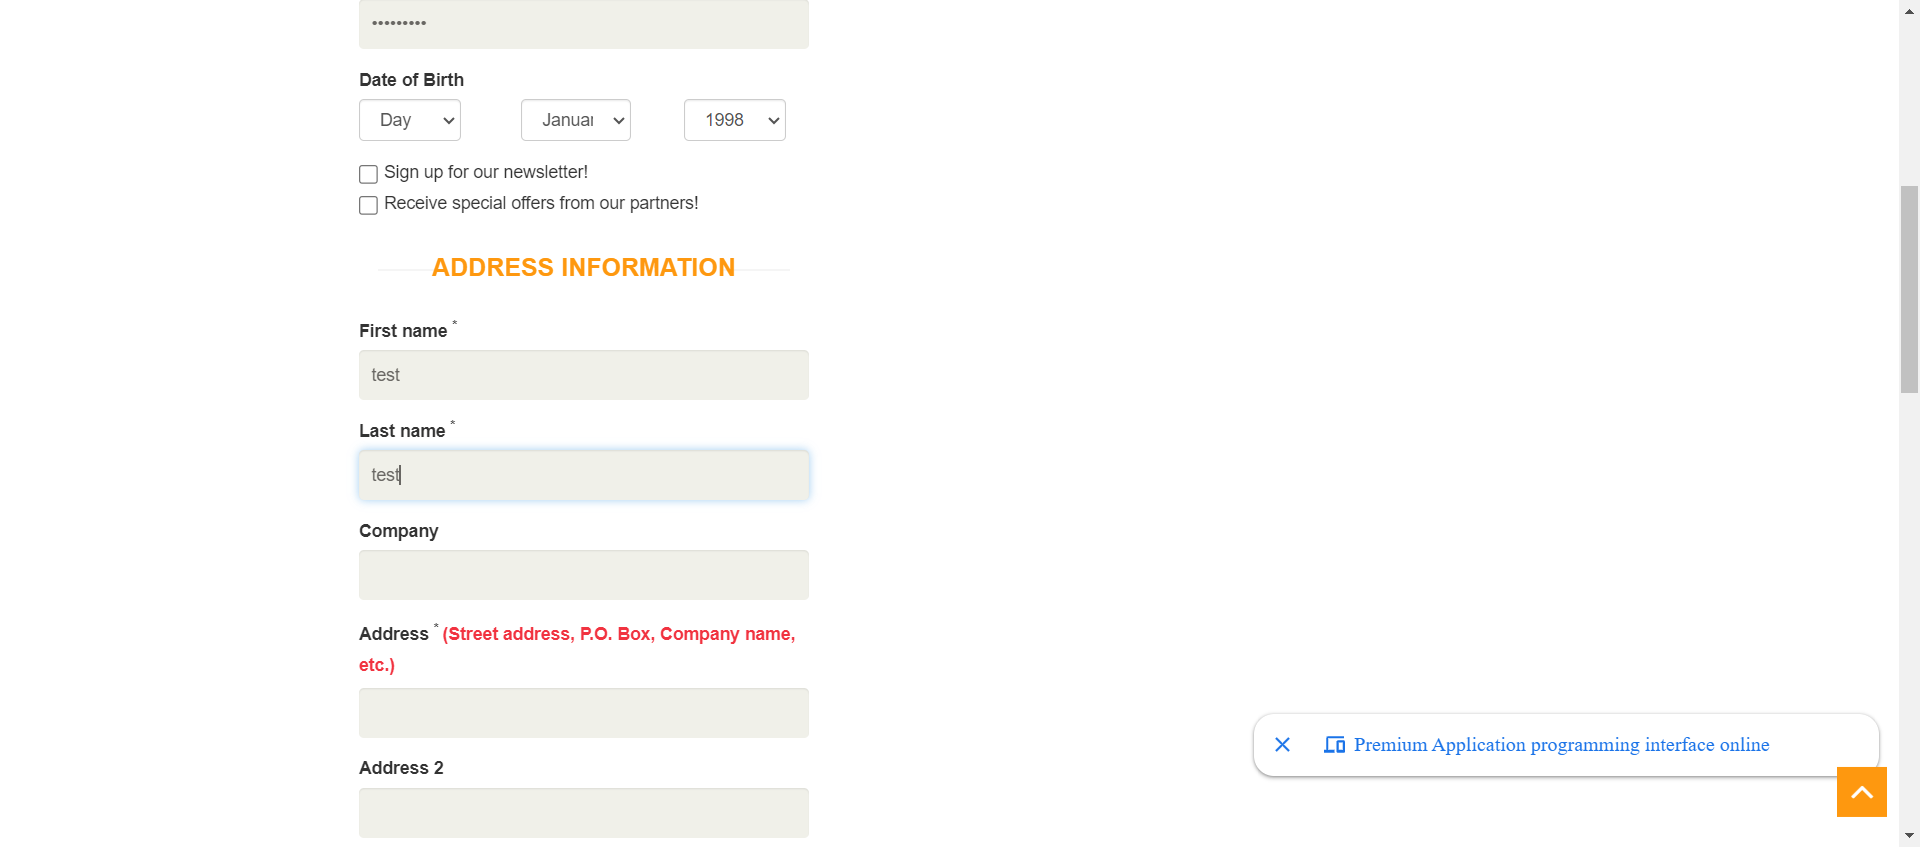 •••••••••
Date of Birth
Day Januar 1998
Sign up for our newsletter!
Receive special offers from our partners!
ADDRESS INFORMATION
First name *
test
Last name *
test
Company
Address * (Street address, P.O. Box, Company name,
etc.)
Premium Application programming interface online
Address 2